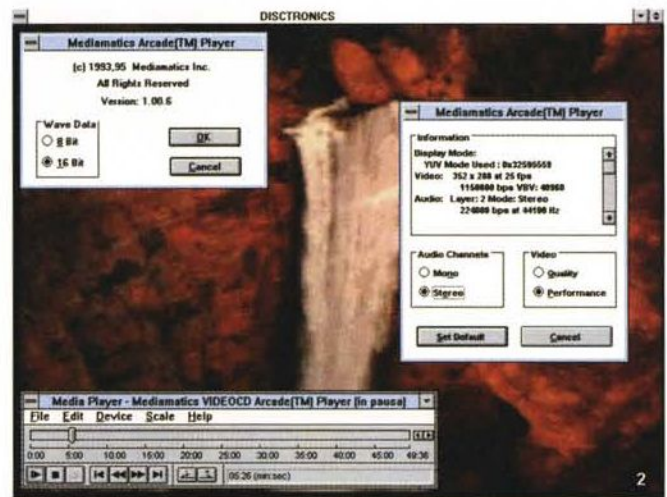 DISCTRONICS
Mediamatics Arcade(TM) Player
(c) 1993,95 Mediamatics Inc.
All Rights Reserved
Version: 1.00.6
Wave Data
8 Bit
16 Bit
OK
Cancel
Mediamatics Arcade(TM) Player
Information
Display Mode:
YUV Mode Used : 0x32595559
Video: 352 x 288 at 25 fps
1150000 bps VBV: 40960
Audio: Layer: 2 Mode: Stereo
224000 bps at 44100 Hz
Audio Channels
Mono
Stereo
Video
Quality
Performance
Set Default
Cancel
Media Player - Mediamatics VIDEOCD Arcade(TM) Player (in pausa)
File Edit Device Scale Help
0:00 5:00 10:00 15:00 20:00 25:00 30:00 35:00 40:00 45:00 49:36
05:26 (min:sec)
2